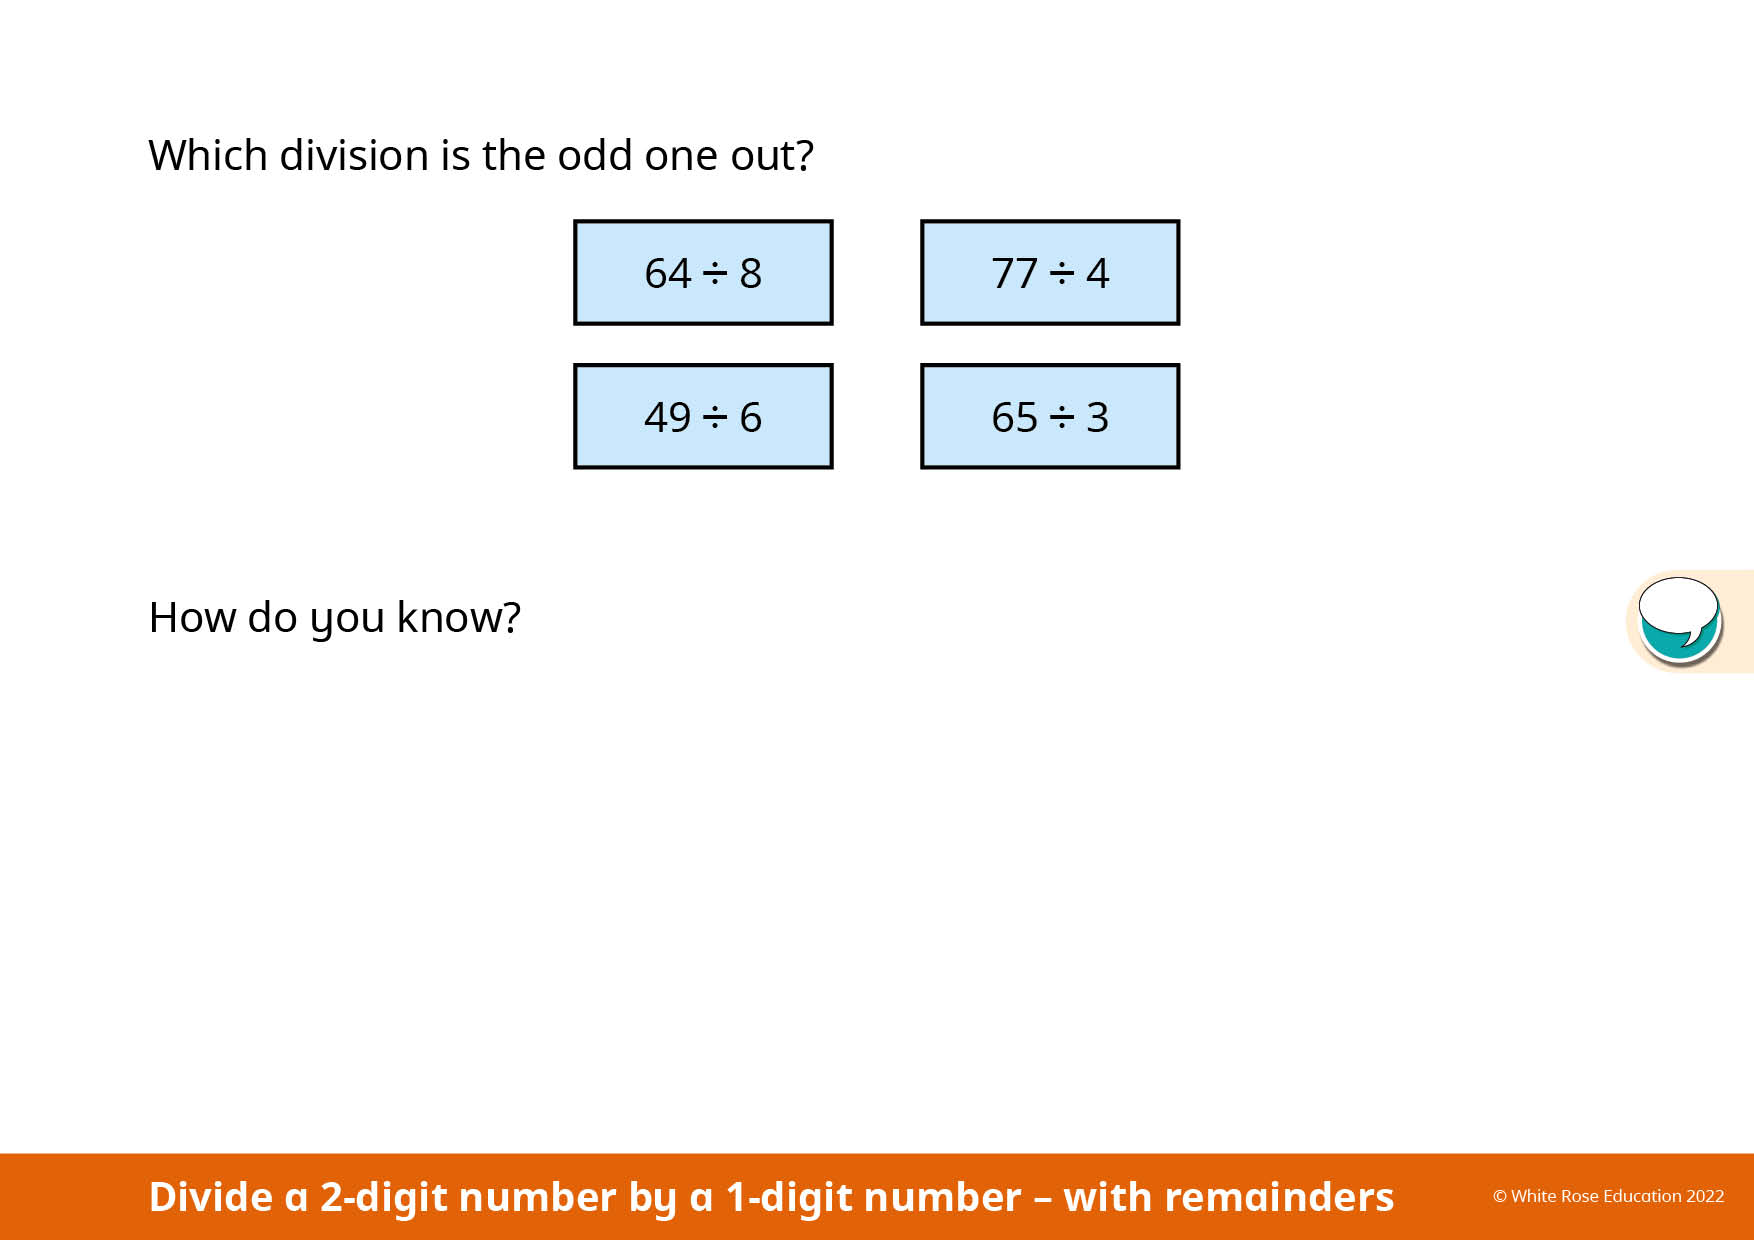 Which division is the odd one out?
64 ÷ 8
77 ÷ 4
49 ÷ 6
65 ÷ 3
How do you know?
Divide a 2-digit number by a 1-digit number – with remainders
© White Rose Education 2022